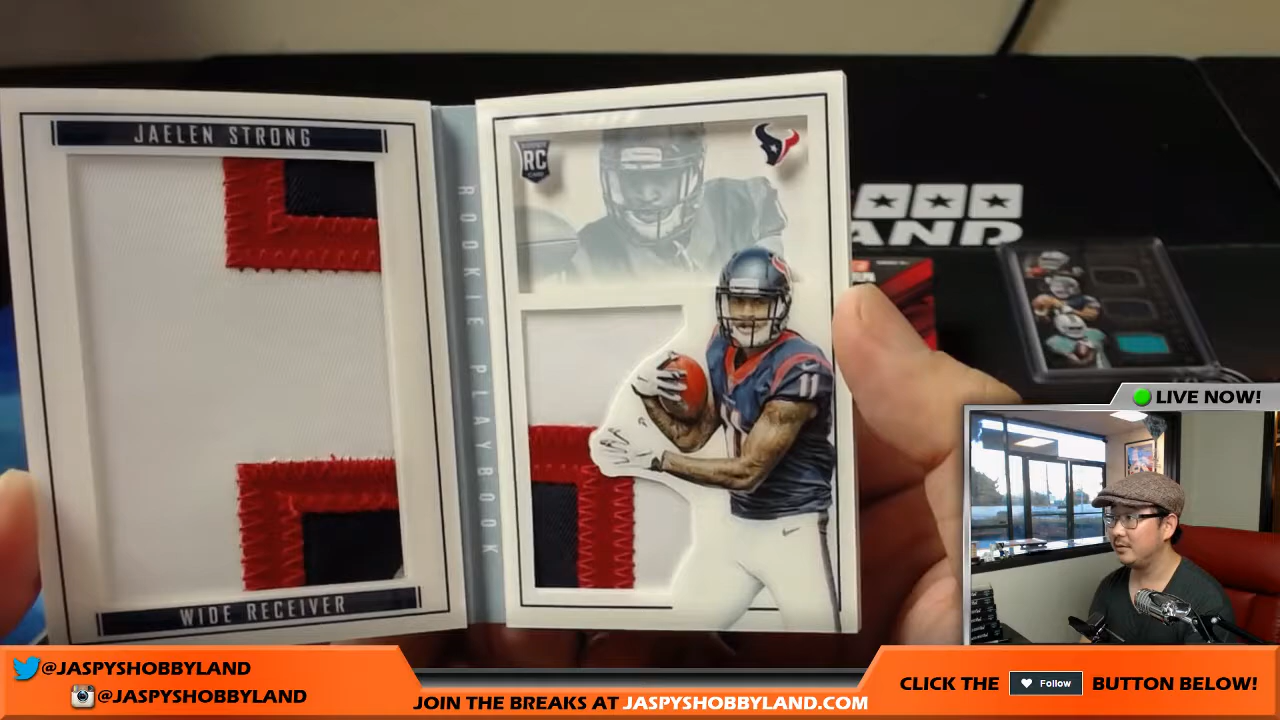 JAELEN STRONG
WIDE RECEIVER
ROOKIE PLAYBOOK
RC
11
AND
LIVE NOW!
@JASPYSHOBBYLAND
@JASPYSHOBBYLAND
JOIN THE BREAKS AT JASPYSHOBBYLAND.COM
CLICK THE Follow BUTTON BELOW!